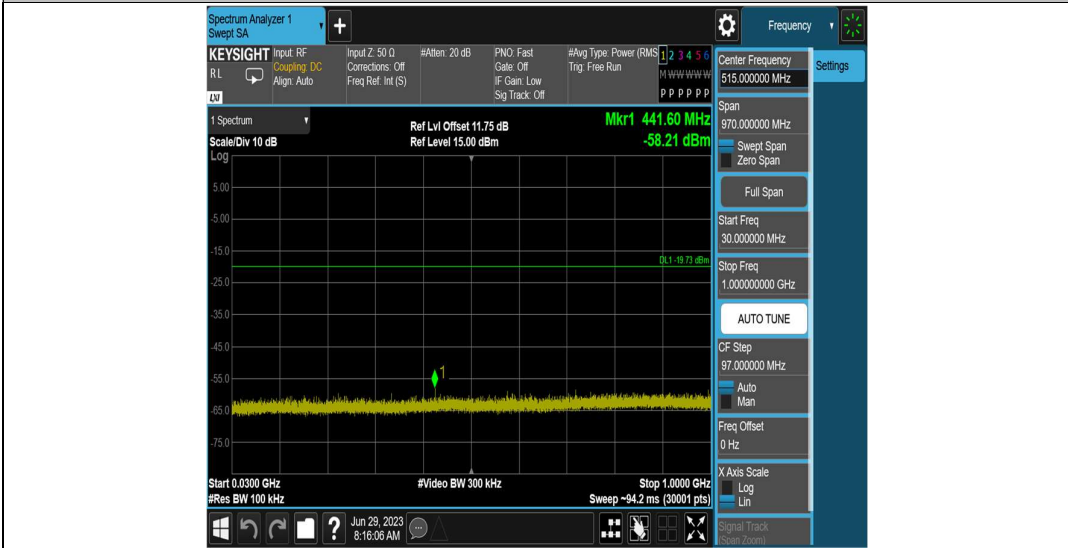 Spectrum Analyzer 1
Swept SA
Frequency
KEYSIGHT
RL
LXI
Input: RF
Coupling: DC
Align: Auto
Input Z: 50 Ω
Corrections: Off
Freq Ref: Int (S)
#Atten: 20 dB
PNO: Fast
Gate: Off
IF Gain: Low
Sig Track: Off
#Avg Type: Power (RMS
Trig: Free Run
1 2 3 4 5 6
M W W W W W
P P P P P P
1 Spectrum
Scale/Div 10 dB
Ref Lvl Offset 11.75 dB
Ref Level 15.00 dBm
Mkr1 441.60 MHz
-58.21 dBm
Log
5.00
-5.00
-15.0
DL1 -19.73 dBm
-25.0
-35.0
-45.0
1
-55.0
-65.0
-75.0
Start 0.0300 GHz
#Res BW 100 kHz
#Video BW 300 kHz
Stop 1.0000 GHz
Sweep ~94.2 ms (30001 pts)
?
Jun 29, 2023
8:16:06 AM
Center Frequency
515.000000 MHz
Settings
Span
970.000000 MHz
Swept Span
Zero Span
Full Span
Start Freq
30.000000 MHz
Stop Freq
1.000000000 GHz
AUTO TUNE
CF Step
97.000000 MHz
Auto
Man
Freq Offset
0 Hz
X Axis Scale
Log
Lin
Signal Track
(Span Zoom)